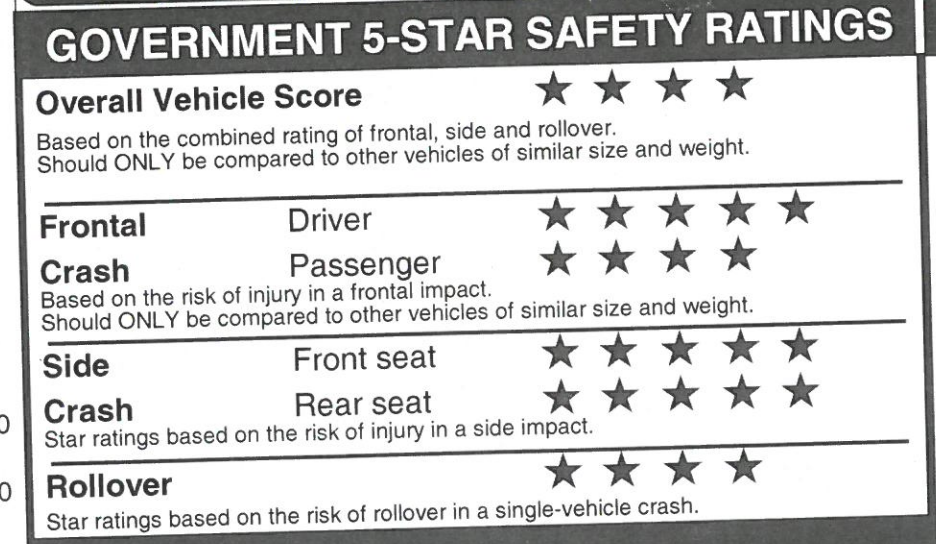 GOVERNMENT 5-STAR SAFETY RATINGS
Overall Vehicle Score ★ ★ ★ ★
Based on the combined rating of frontal, side and rollover.
Should ONLY be compared to other vehicles of similar size and weight.
Frontal Driver ★ ★ ★ ★ ★
Crash Passenger ★ ★ ★ ★
Based on the risk of injury in a frontal impact.
Should ONLY be compared to other vehicles of similar size and weight.
Side Front seat ★ ★ ★ ★ ★
Crash Rear seat ★ ★ ★ ★ ★
0
Star ratings based on the risk of injury in a side impact.
Rollover ★ ★ ★ ★
0
Star ratings based on the risk of rollover in a single-vehicle crash.